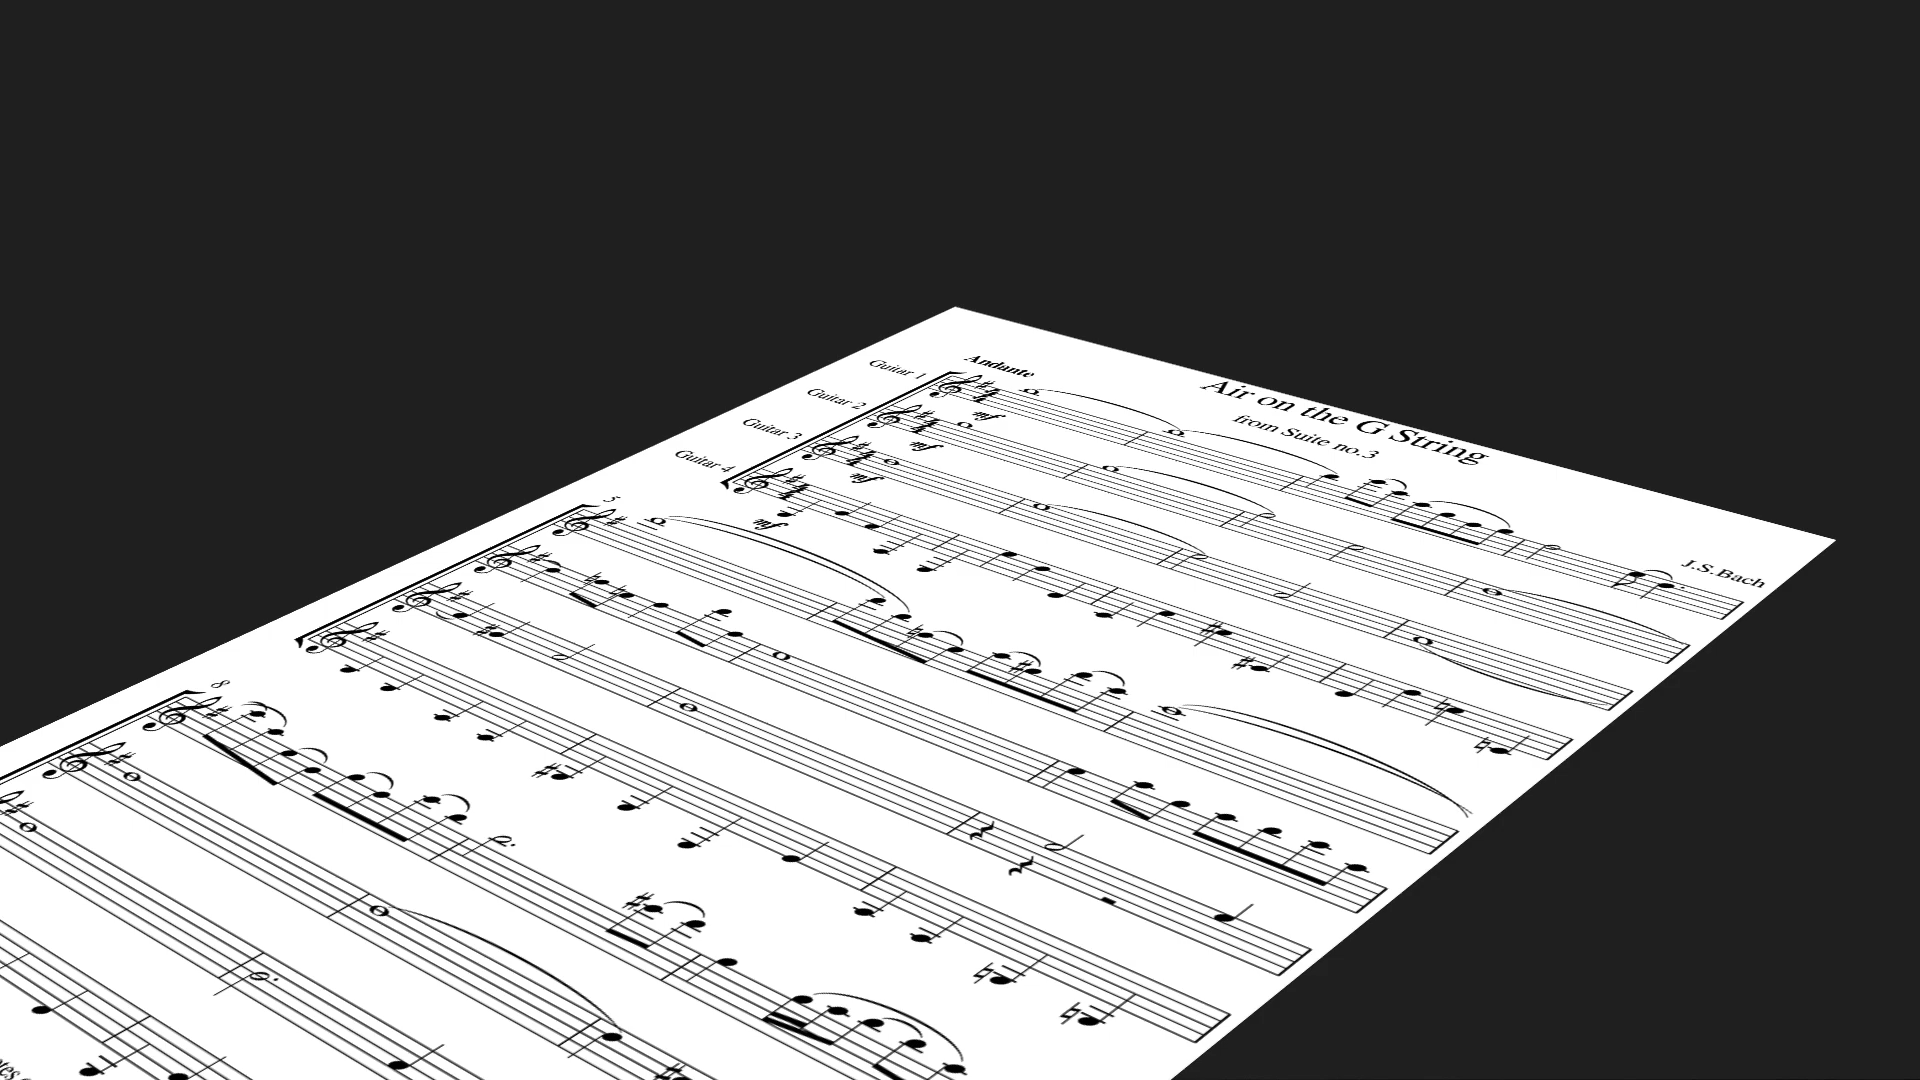 Air on the G String
from Suite no.3
J.S.Bach
Andante
Guitar 1
mf
Guitar 2
mf
Guitar 3
mf
Guitar 4
mf
5
8